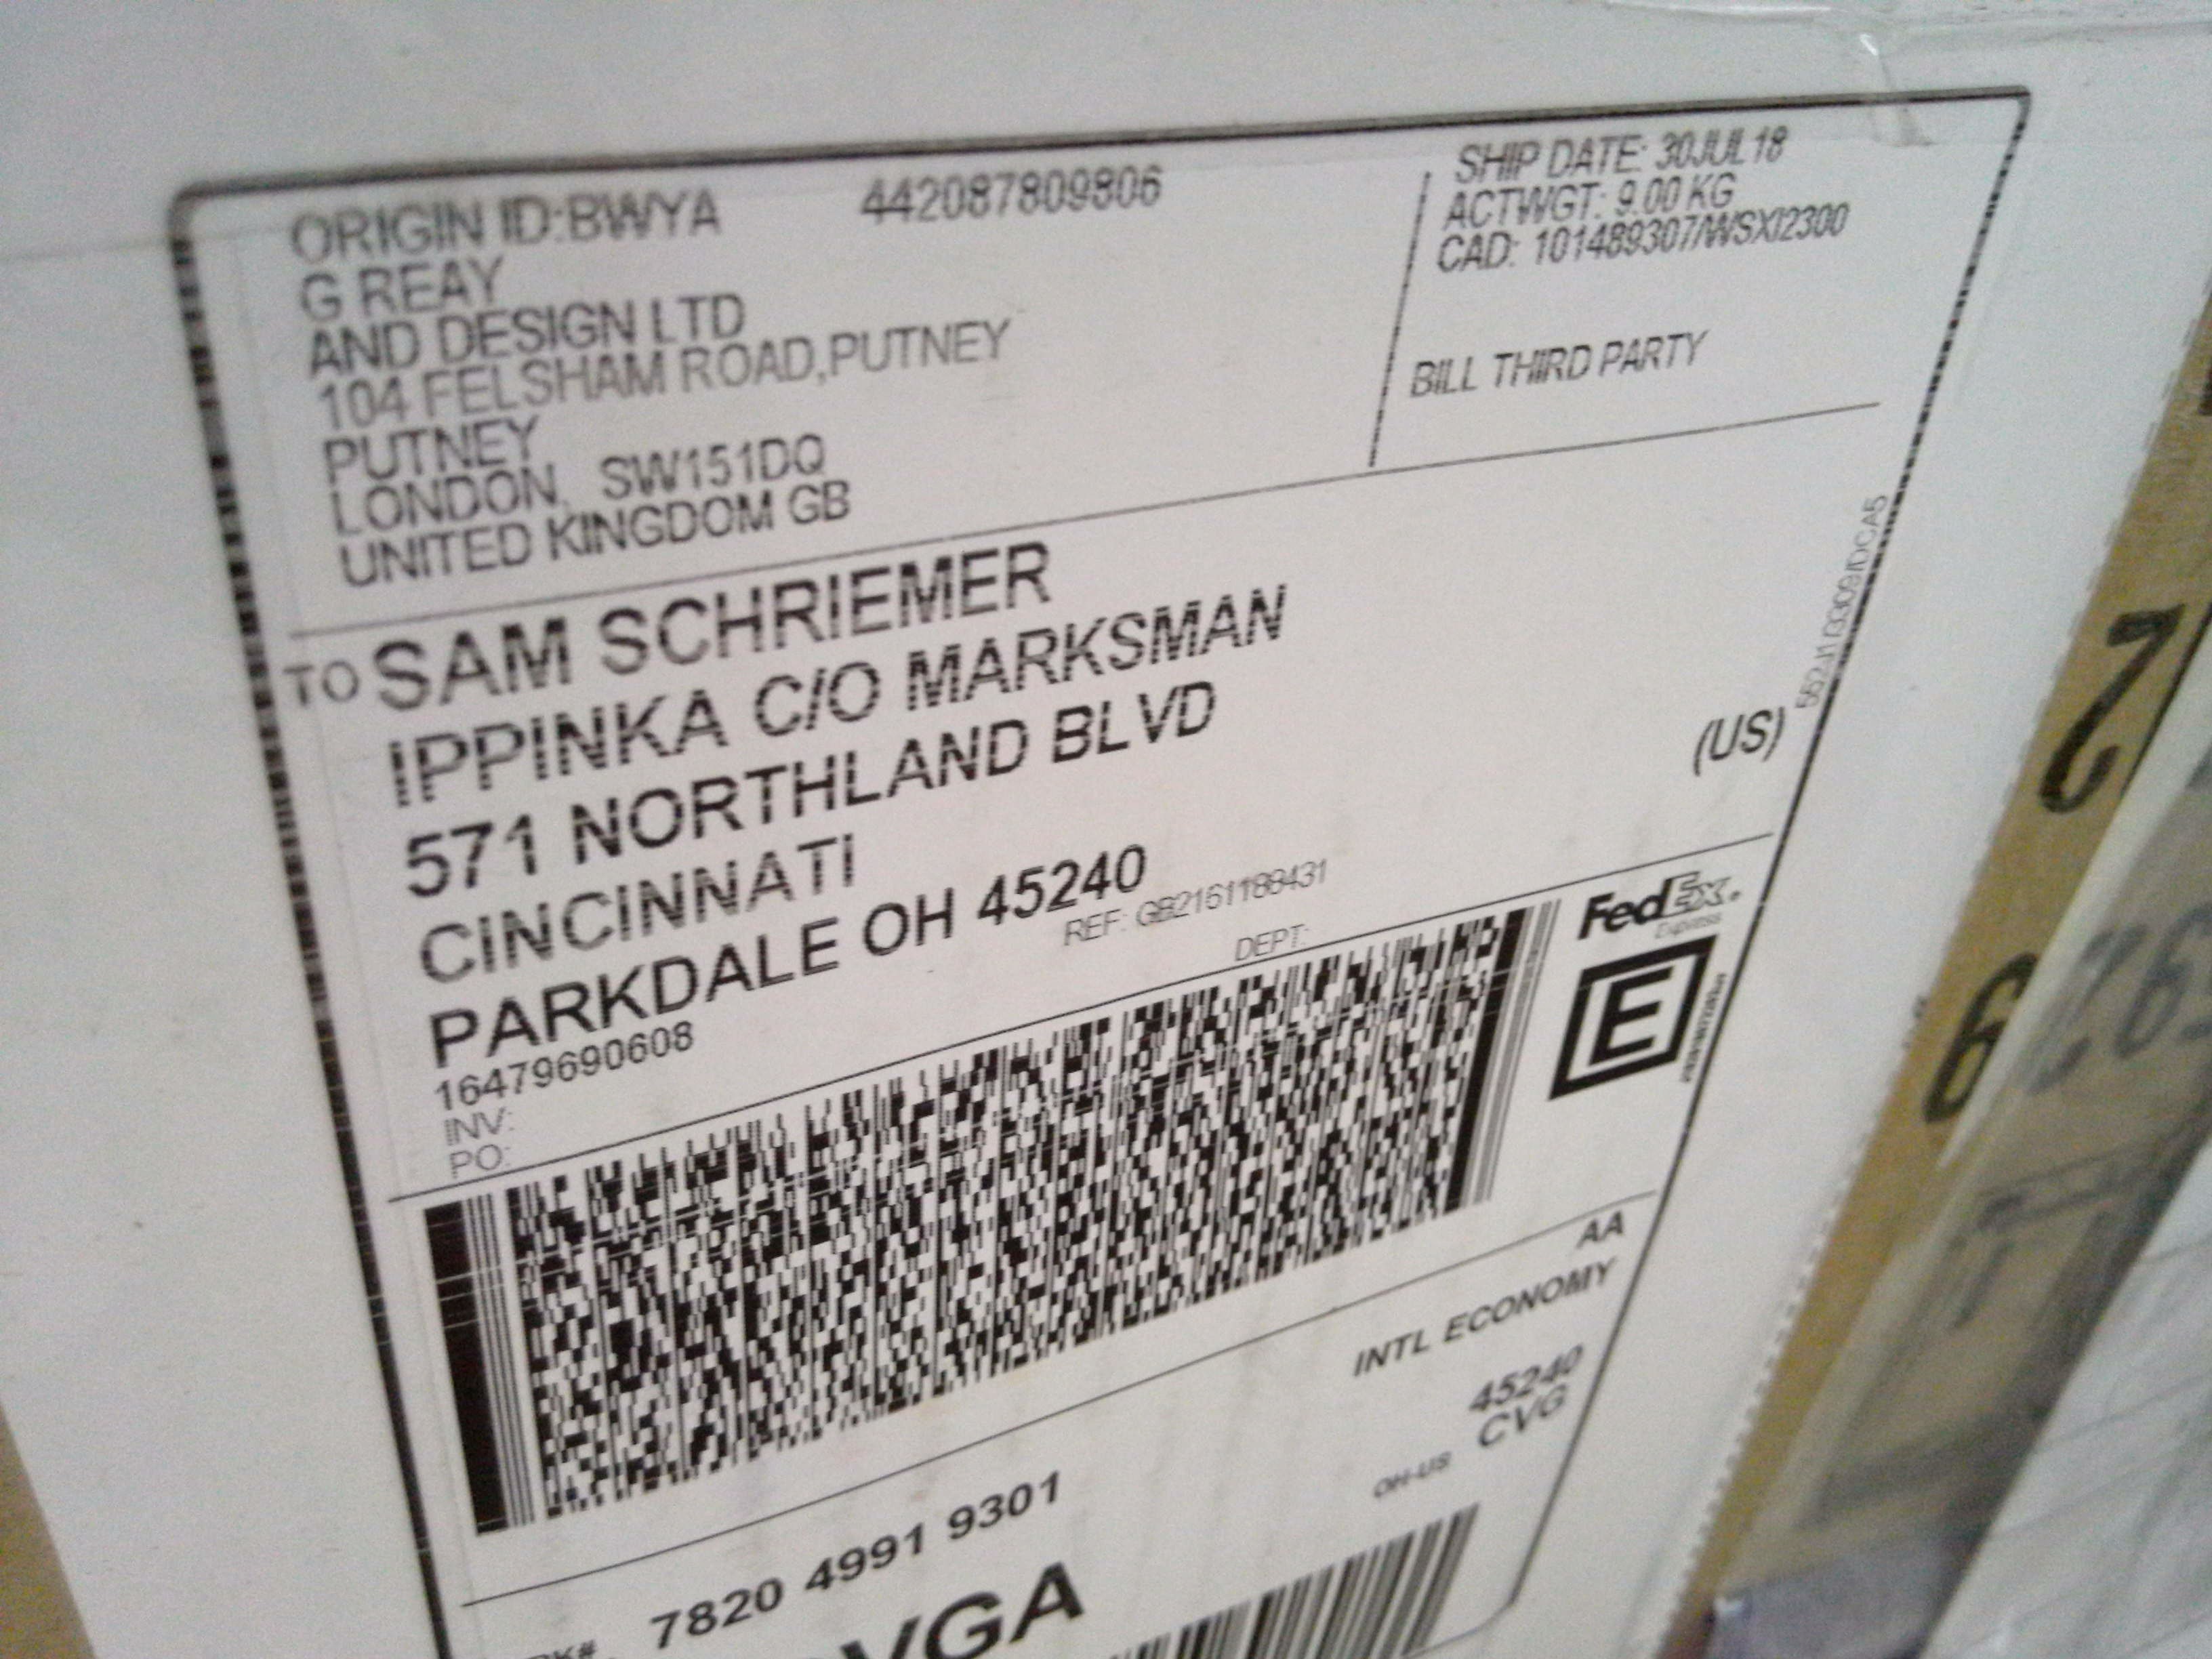 ORIGIN ID:BWYA 442087809806
G REAY
AND DESIGN LTD
104 FELSHAM ROAD,PUTNEY
PUTNEY
LONDON, SW151DQ
UNITED KINGDOM GB
SHIP DATE: 30JUL18
ACTWGT: 9.00 KG
CAD: 101489307/WSXI2300
BILL THIRD PARTY
TO SAM SCHRIEMER
IPPINKA C/O MARKSMAN
571 NORTHLAND BLVD
CINCINNATI
PARKDALE OH 45240
(US)
16479690608
REF: GB2161188431
INV:
PO:
DEPT:
FedEx
Express
E
AA
INTL ECONOMY
45240
OH-US CVG
7820 4991 9301
VGA
7
6